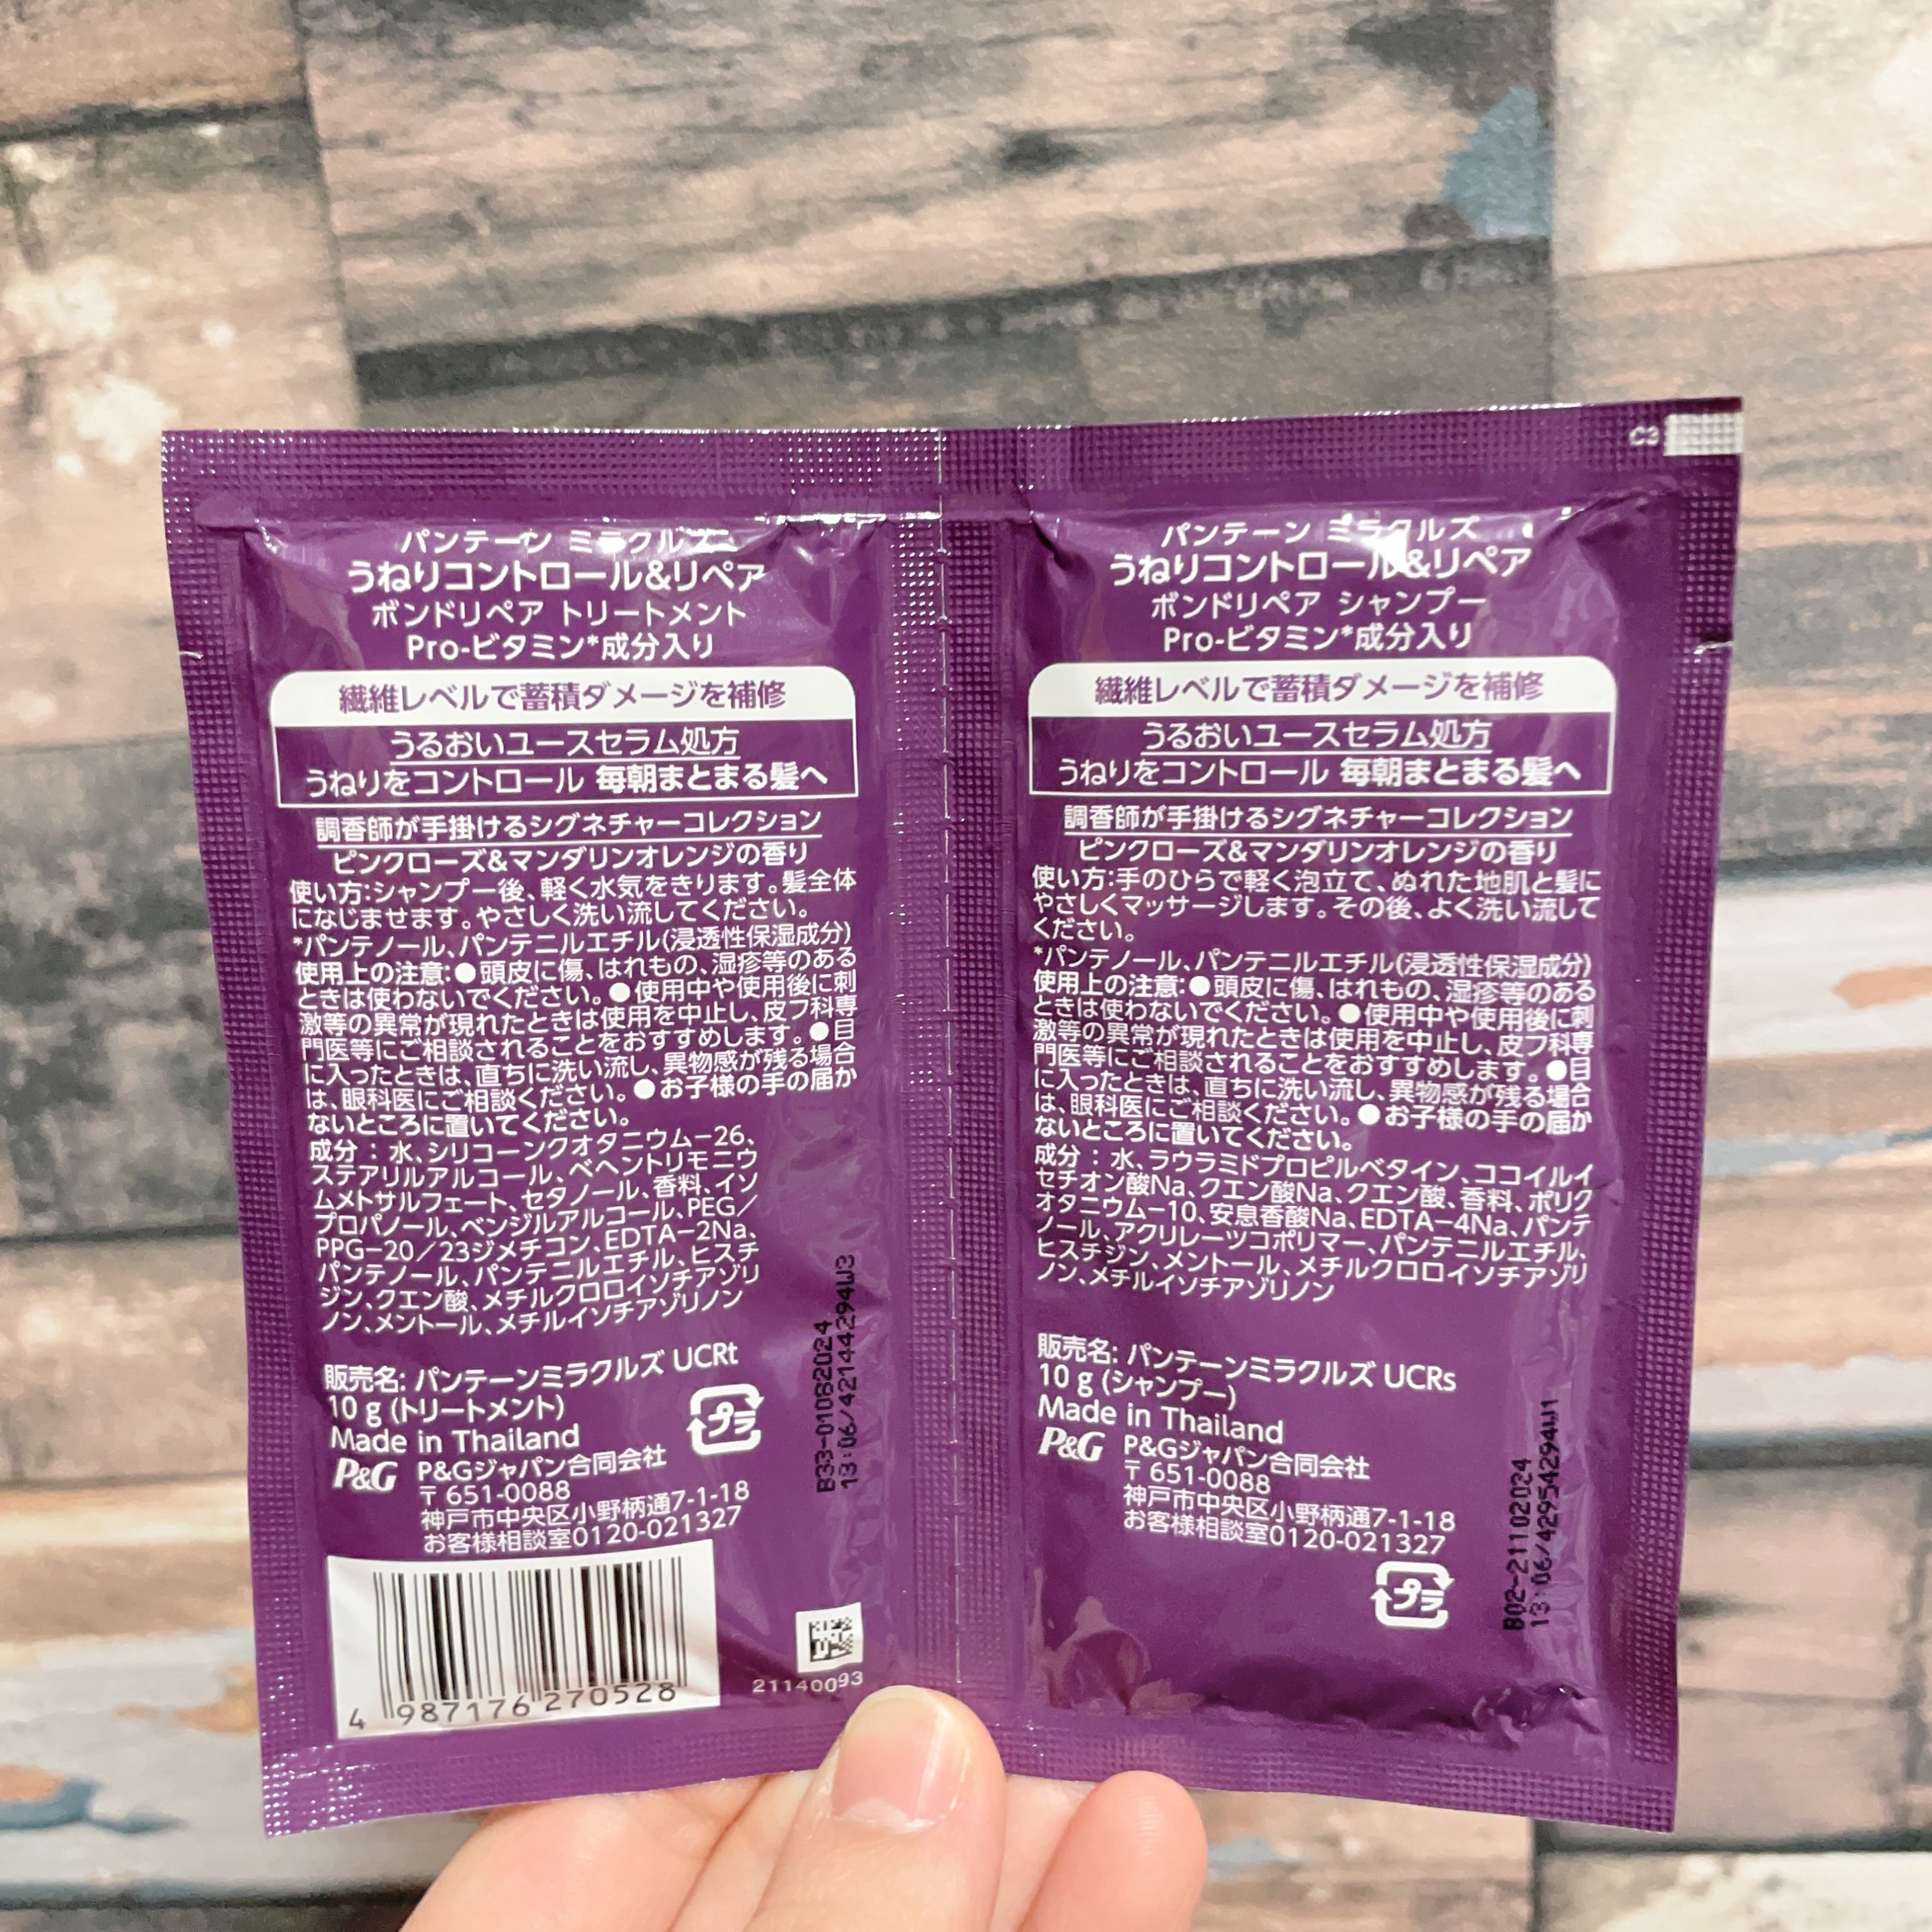 パンテーン ミラクルズ
うねりコントロール&リペア
ボンドリペア トリートメント
Pro-ビタミン*成分入り
繊維レベルで蓄積ダメージを補修
うるおいユースセラム処方
うねりをコントロール 毎朝まとまる髪へ
調香師が手掛けるシグネチャーコレクション
ピンクローズ&マンダリンオレンジの香り
使い方:シャンプー後、軽く水気をきります。髪全体
になじませます。やさしく洗い流してください。
*パンテノール、パンテニルエチル(浸透性保湿成分)
使用上の注意:●頭皮に傷、はれもの、湿疹等のある
ときは使わないでください。●使用中や使用後に刺
激等の異常が現れたときは使用を中止し、皮フ科専
門医等にご相談されることをおすすめします。●目
に入ったときは、直ちに洗い流し、異物感が残る場合
は、眼科医にご相談ください。●お子様の手の届か
ないところに置いてください。
成分：水、シリコーンクオタニウム-26、
ステアリルアルコール、ベヘントリモニウ
ムメトサルフェート、セタノール、香料、イソ
プロパノール、ベンジルアルコール、PEG／
PPG-20／23ジメチコン、EDTA-2Na、
パンテノール、パンテニルエチル、ヒスチ
ジン、クエン酸、メチルクロロイソチアゾリ
ノン、メントール、メチルイソチアゾリノン
販売名: パンテーンミラクルズ UCRt
10 g (トリートメント)
Made in Thailand
プラ
P&G P&Gジャパン合同会社
〒651-0088
神戸市中央区小野柄通7-1-18
お客様相談室0120-021327
B33-01082024
13:06/42144294W3
4 987176 270528
21140093
C3
パンテーン ミラクルズ
うねりコントロール&リペア
ボンドリペア シャンプー
Pro-ビタミン*成分入り
繊維レベルで蓄積ダメージを補修
うるおいユースセラム処方
うねりをコントロール 毎朝まとまる髪へ
調香師が手掛けるシグネチャーコレクション
ピンクローズ&マンダリンオレンジの香り
使い方:手のひらで軽く泡立て、ぬれた地肌と髪に
やさしくマッサージします。その後、よく洗い流して
ください。
*パンテノール、パンテニルエチル(浸透性保湿成分)
使用上の注意:●頭皮に傷、はれもの、湿疹等のある
ときは使わないでください。●使用中や使用後に刺
激等の異常が現れたときは使用を中止し、皮フ科専
門医等にご相談されることをおすすめします。●目
に入ったときは、直ちに洗い流し、異物感が残る場合
は、眼科医にご相談ください。●お子様の手の届か
ないところに置いてください。
成分：水、ラウラミドプロピルベタイン、ココイルイ
セチオン酸Na、クエン酸Na、クエン酸、香料、ポリク
オタニウム-10、安息香酸Na、EDTA-4Na、パンテ
ノール、アクリレーツコポリマー、パンテニルエチル、
ヒスチジン、メントール、メチルクロロイソチアゾリ
ノン、メチルイソチアゾリノン
販売名: パンテーンミラクルズ UCRs
10 g (シャンプー)
Made in Thailand
P&G P&Gジャパン合同会社
〒651-0088
神戸市中央区小野柄通7-1-18
お客様相談室0120-021327
プラ
B02-21102024
13:06/42954294W1